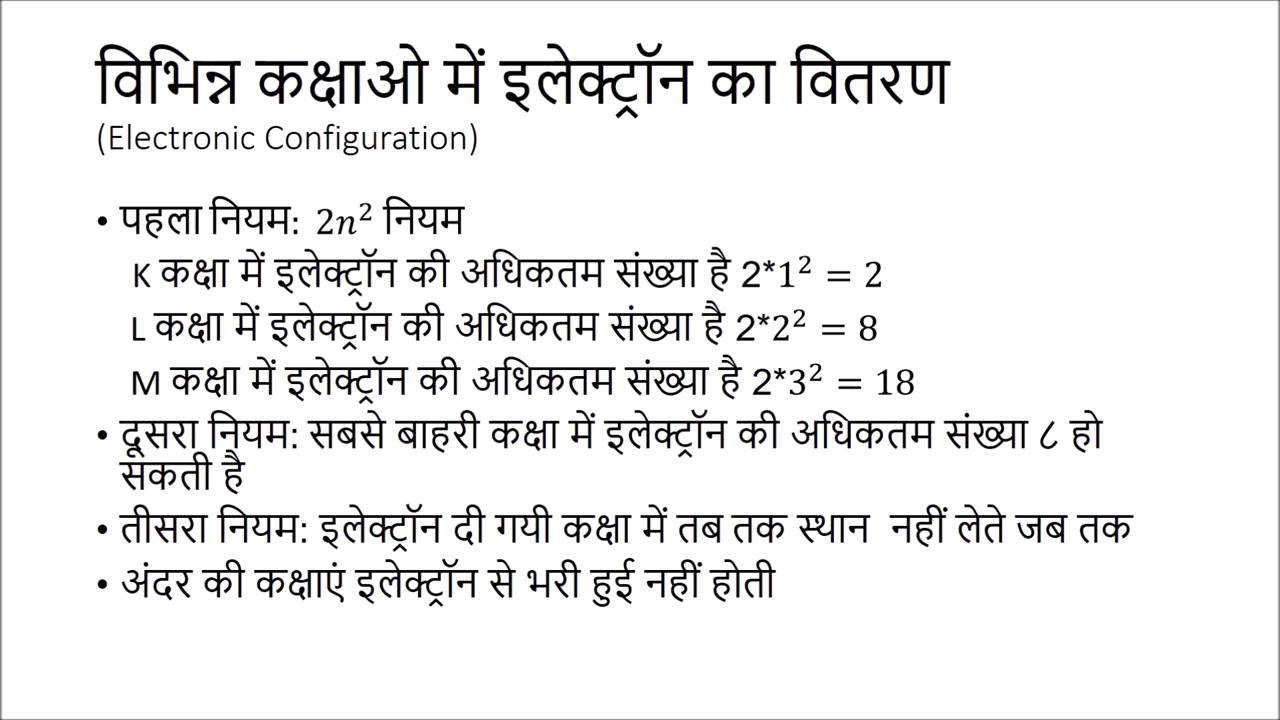 विभिन्न कक्षाओ में इलेक्ट्रॉन का वितरण
(Electronic Configuration)
• पहला नियम: 2n² नियम
K कक्षा में इलेक्ट्रॉन की अधिकतम संख्या है 2*1² = 2
L कक्षा में इलेक्ट्रॉन की अधिकतम संख्या है 2*2² = 8
M कक्षा में इलेक्ट्रॉन की अधिकतम संख्या है 2*3² = 18
• दूसरा नियम: सबसे बाहरी कक्षा में इलेक्ट्रॉन की अधिकतम संख्या ८ हो
सकती है
• तीसरा नियम: इलेक्ट्रॉन दी गयी कक्षा में तब तक स्थान नहीं लेते जब तक
• अंदर की कक्षाएं इलेक्ट्रॉन से भरी हुई नहीं होती